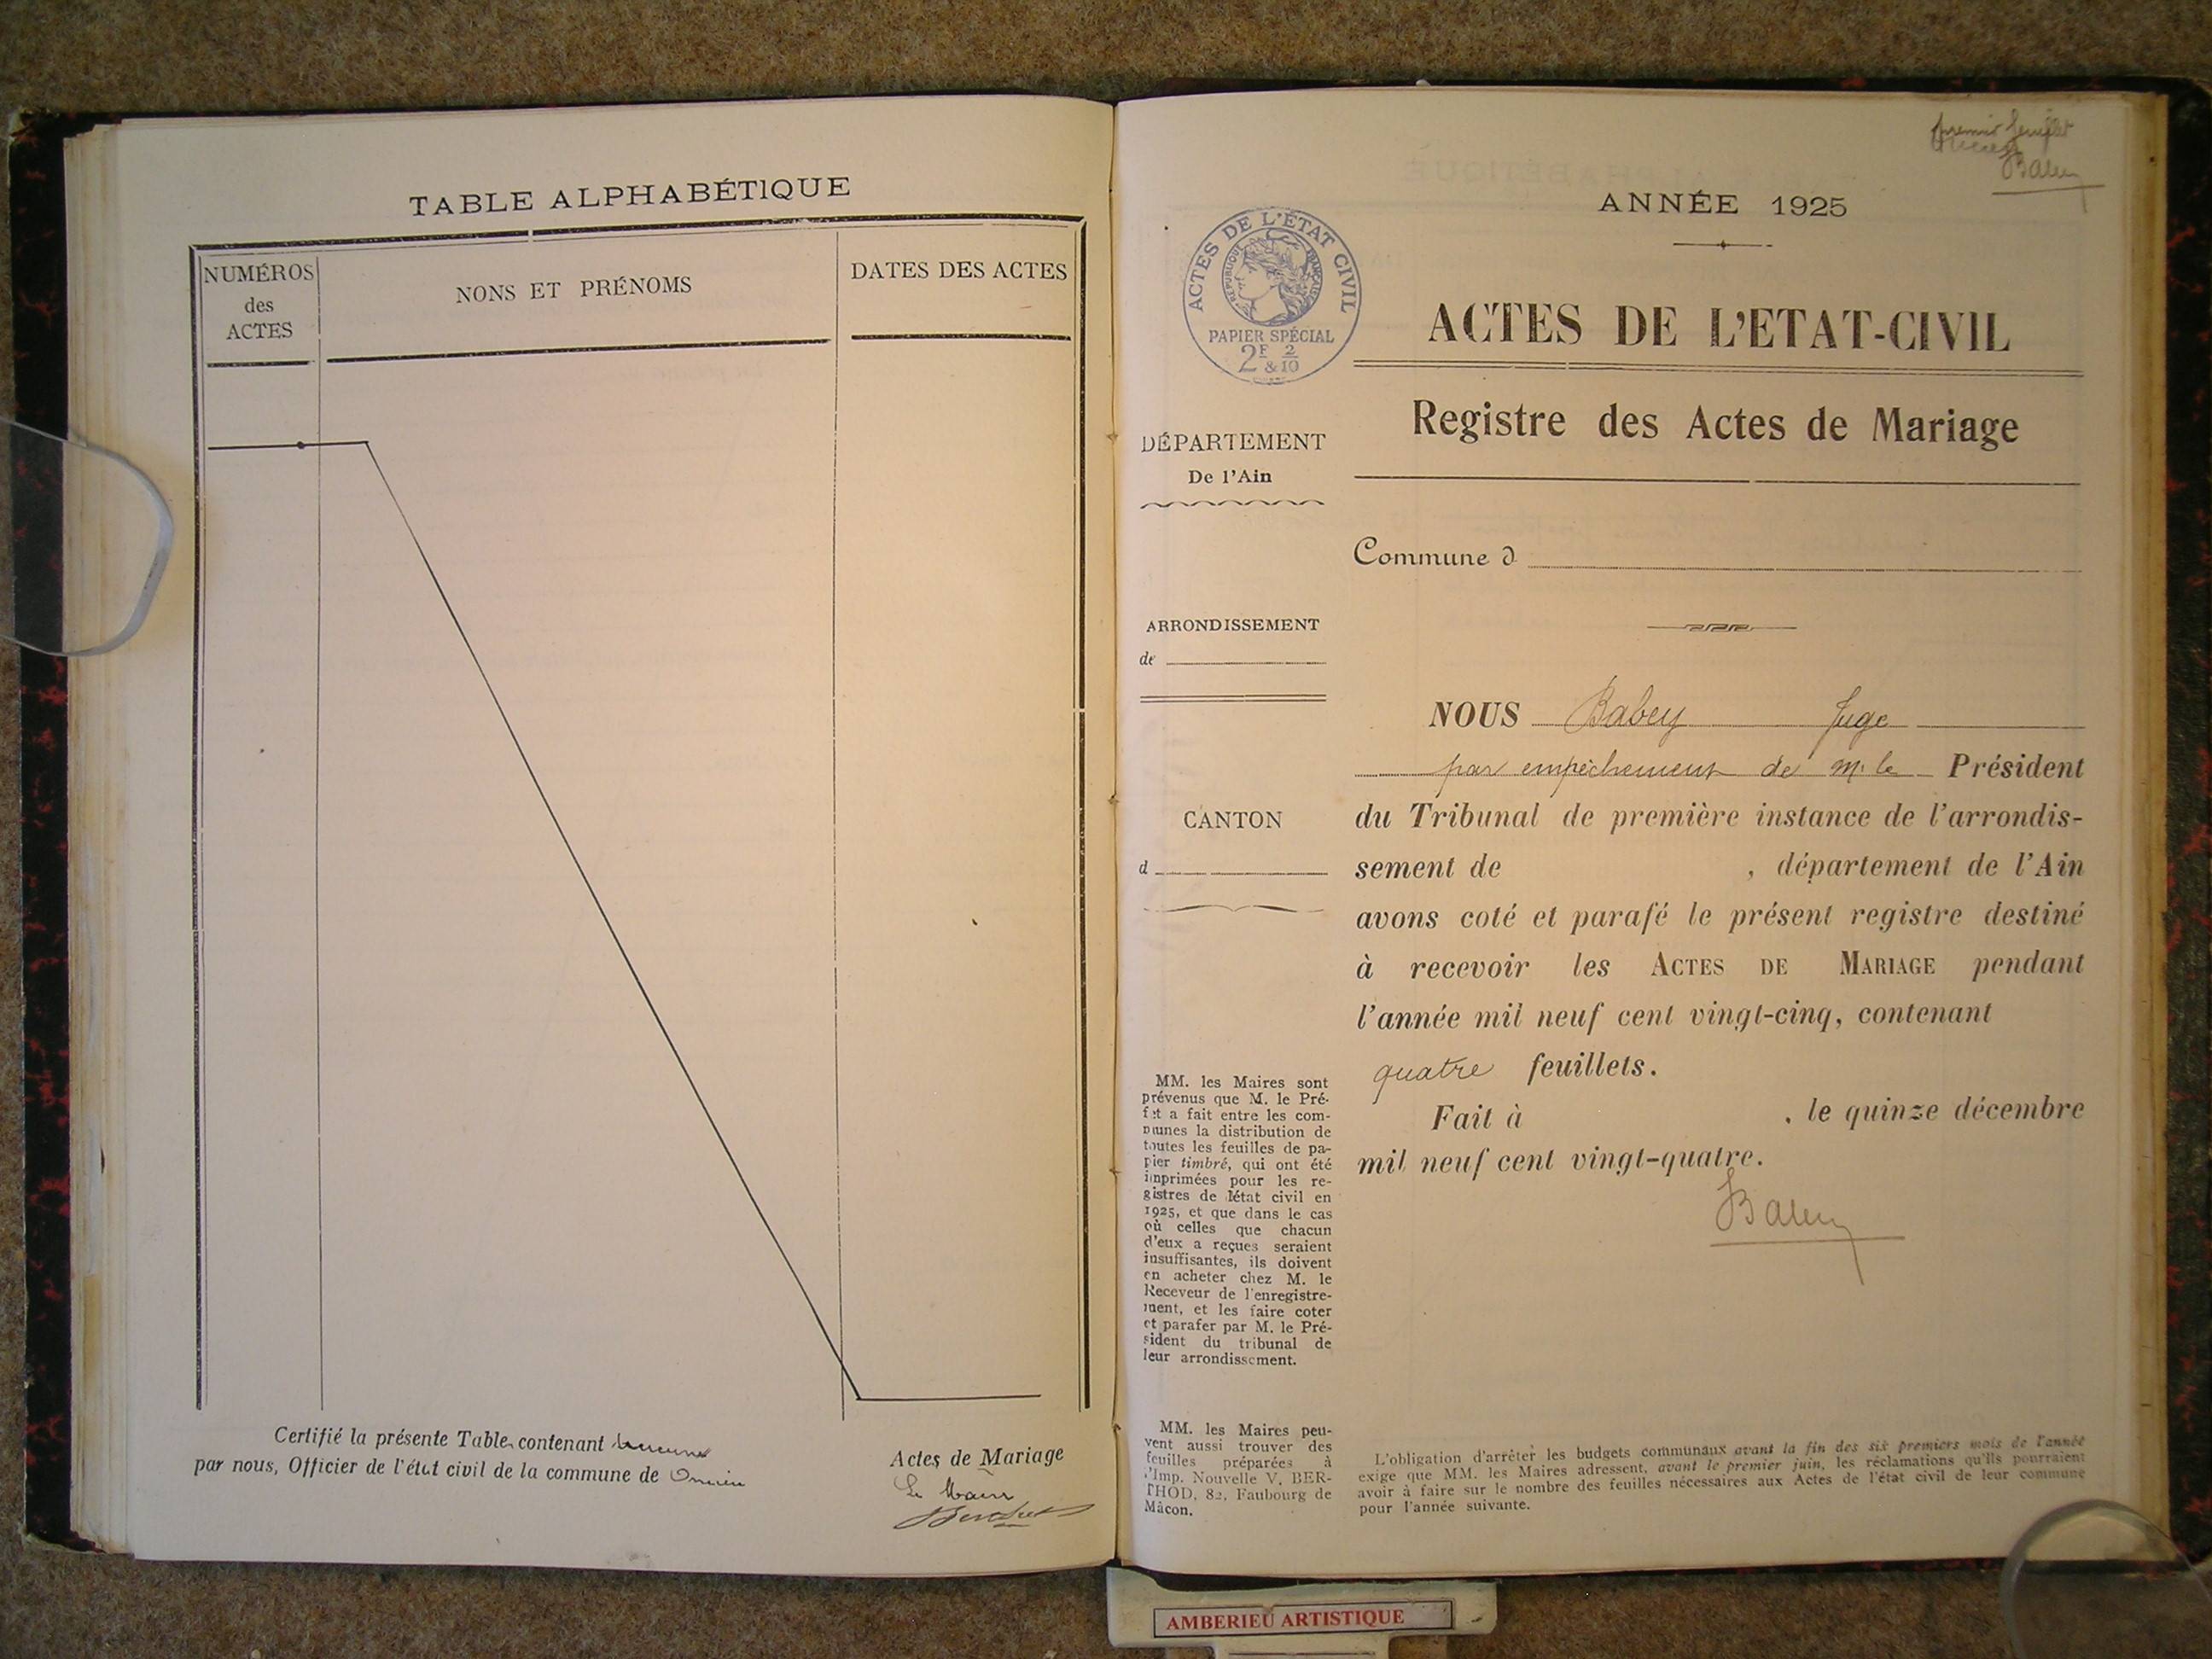 TABLE ALPHABÉTIQUE
NUMÉROS
des
ACTES
NONS ET PRÉNOMS
DATES DES ACTES
Certifié la présente Table contenant aucune
par nous, Officier de l'état civil de la commune de
Actes de Mariage
Le Maire
premier feuillet
Babey
ANNÉE 1925
ACTES DE L'ÉTAT CIVIL
RÉPUBLIQUE FRANÇAISE
PAPIER SPÉCIAL
2F & 2/10
ACTES DE L'ETAT-CIVIL
Registre des Actes de Mariage
DÉPARTEMENT
De l'Ain
Commune d
ARRONDISSEMENT
de
CANTON
d
NOUS Babey Juge
par empêchement de M. le Président
du Tribunal de première instance de l'arrondis-
sement de , département de l'Ain
avons coté et parafé le présent registre destiné
à recevoir les ACTES DE MARIAGE pendant
l'année mil neuf cent vingt-cinq, contenant
quatre feuillets.
Fait à , le quinze décembre
mil neuf cent vingt-quatre.
Babey
MM. les Maires sont
prévenus que M. le Pré-
fet a fait entre les com-
munes la distribution de
toutes les feuilles de pa-
pier timbré, qui ont été
imprimées pour les re-
gistres de létat civil en
1925, et que dans le cas
où celles que chacun
d'eux a reçues seraient
insuffisantes, ils doivent
en acheter chez M. le
Receveur de l'enregistre-
ment, et les faire coter
et parafer par M. le Pré-
sident du tribunal de
leur arrondissement.
MM. les Maires peu-
vent aussi trouver des
feuilles préparées à
l'Imp. Nouvelle V. BER-
THOD, 82, Faubourg de
Mâcon.
L'obligation d'arrêter les budgets communaux avant la fin des six premiers mois de l'année
exige que MM. les Maires adressent, avant le premier juin, les réclamations qu'ils pourraient
avoir à faire sur le nombre des feuilles nécessaires aux Actes de l'état civil de leur commune
pour l'année suivante.
AMBERIEU ARTISTIQUE